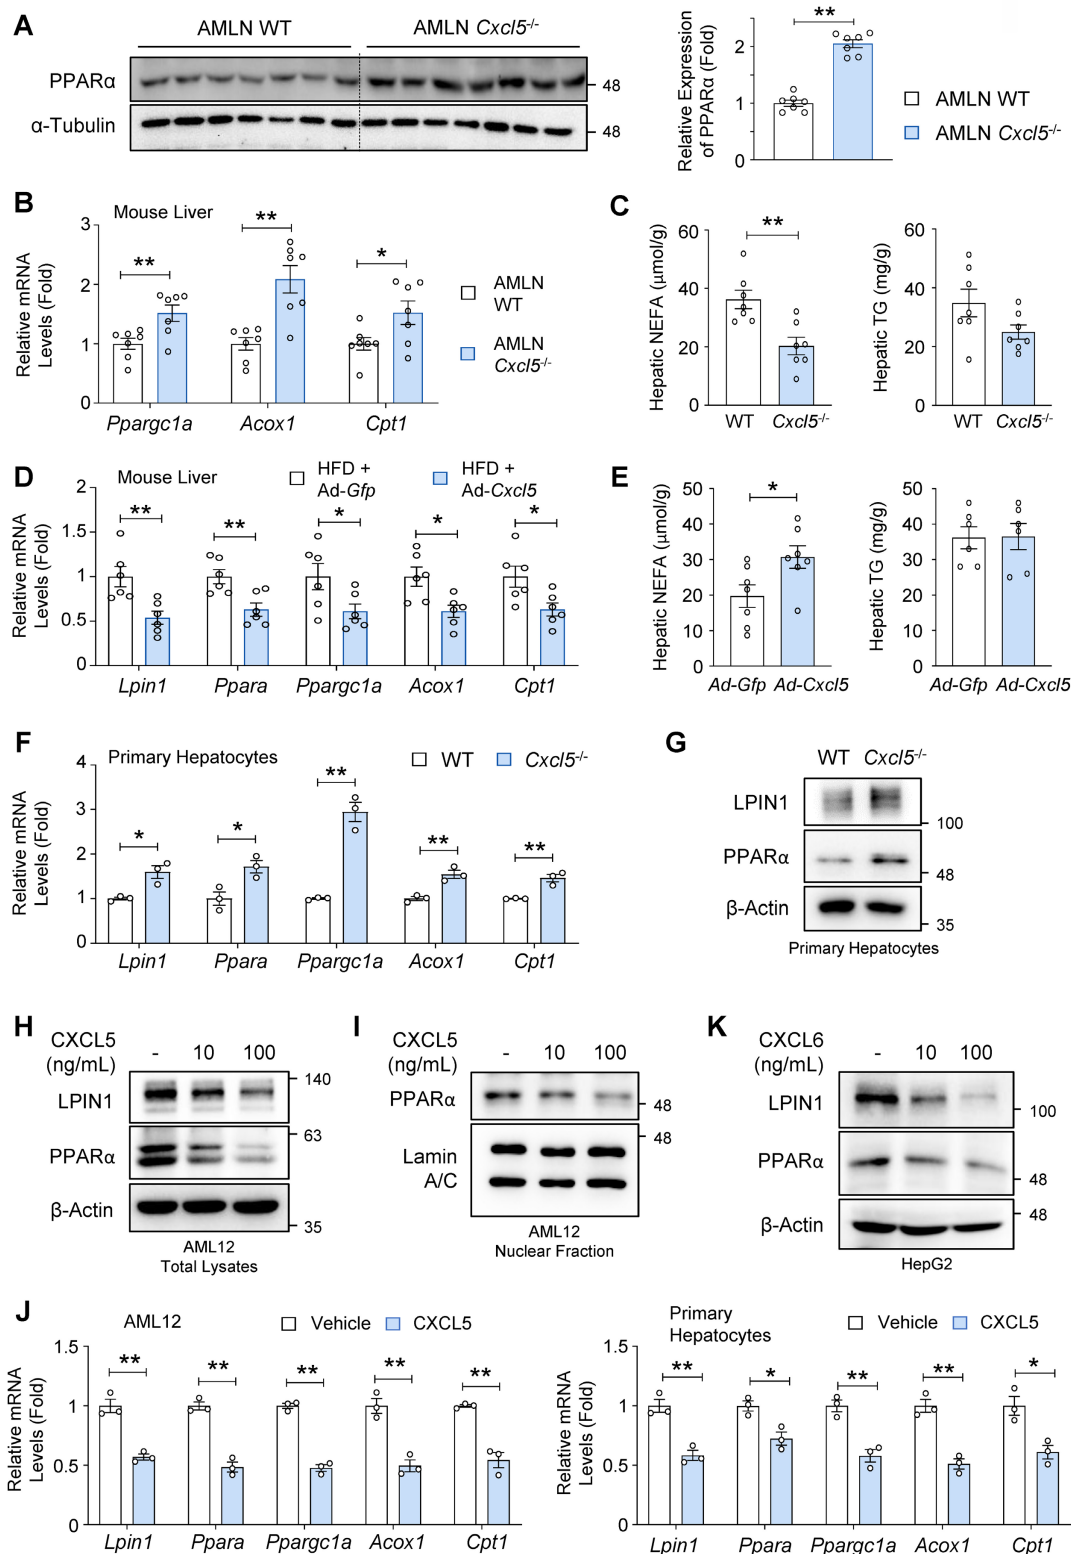 A
AMLN WT
AMLN Cxcl5-/-
PPARα
48
α-Tubulin
48
Relative Expression
of PPARα (Fold)
2
1
0
**
AMLN WT
AMLN Cxcl5-/-
B
Mouse Liver
Relative mRNA
Levels (Fold)
3
2
1
0
**
**
*
Ppargc1a
Acox1
Cpt1
AMLN
WT
AMLN
Cxcl5-/-
C
Hepatic NEFA (μmol/g)
60
40
20
0
**
WT
Cxcl5-/-
Hepatic TG (mg/g)
60
40
20
0
WT
Cxcl5-/-
D
Mouse Liver
HFD +
Ad-Gfp
HFD +
Ad-Cxcl5
Relative mRNA
Levels (Fold)
2
1.5
1
0.5
0
**
**
*
*
*
Lpin1
Ppara
Ppargc1a
Acox1
Cpt1
E
Hepatic NEFA (μmol/g)
50
40
30
20
10
0
*
Ad-Gfp
Ad-Cxcl5
Hepatic TG (mg/g)
50
40
30
20
10
0
Ad-Gfp
Ad-Cxcl5
F
Primary Hepatocytes
WT
Cxcl5-/-
Relative mRNA
Levels (Fold)
4
3
2
1
0
*
*
**
**
**
Lpin1
Ppara
Ppargc1a
Acox1
Cpt1
G
WT
Cxcl5-/-
LPIN1
100
PPARα
48
β-Actin
35
Primary Hepatocytes
H
CXCL5
(ng/mL)
-
10
100
LPIN1
140
PPARα
63
β-Actin
35
AML12
Total Lysates
I
CXCL5
(ng/mL)
-
10
100
PPARα
48
48
Lamin
A/C
AML12
Nuclear Fraction
K
CXCL6
(ng/mL)
-
10
100
LPIN1
100
PPARα
48
48
β-Actin
HepG2
J
AML12
Vehicle
CXCL5
Relative mRNA
Levels (Fold)
1.5
1
0.5
0
**
**
**
**
**
Lpin1
Ppara
Ppargc1a
Acox1
Cpt1
Primary
Hepatocytes
Vehicle
CXCL5
Relative mRNA
Levels (Fold)
1.5
1
0.5
0
**
*
**
**
*
Lpin1
Ppara
Ppargc1a
Acox1
Cpt1